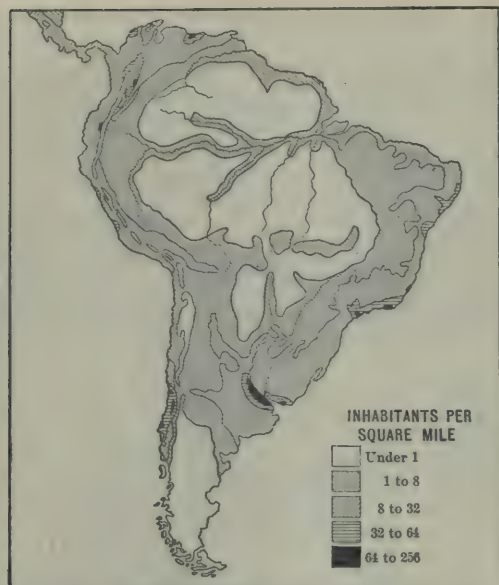 INHABITANTS PER
SQUARE MILE
Under 1
1 to 8
8 to 32
32 to 64
64 to 256